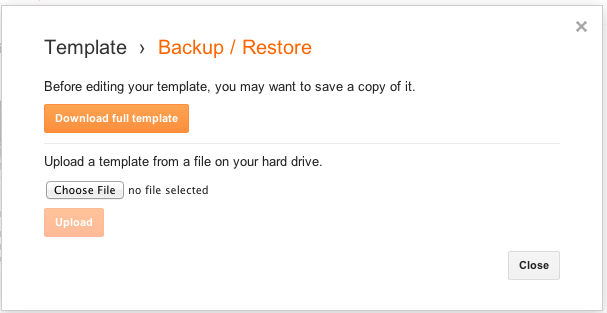 Template › Backup / Restore
Before editing your template, you may want to save a copy of it.
Download full template
Upload a template from a file on your hard drive.
Choose File no file selected
Upload
Close